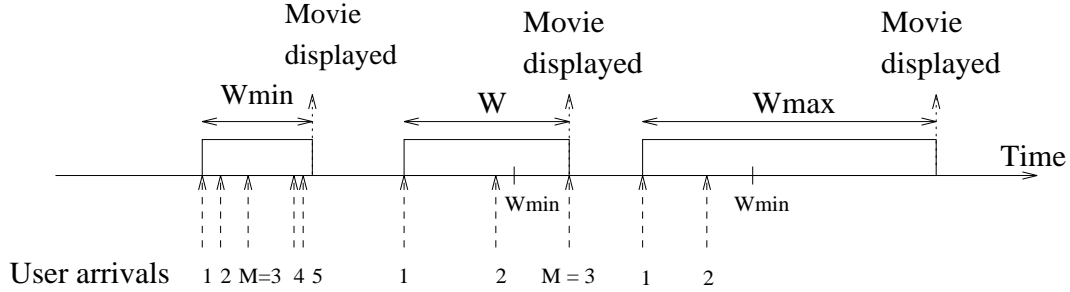 Movie
displayed
Movie
displayed
Movie
displayed
Wmin
W
Wmax
Time
Wmin
Wmin
User arrivals
1 2 M=3 4 5
1 2 M = 3
1 2